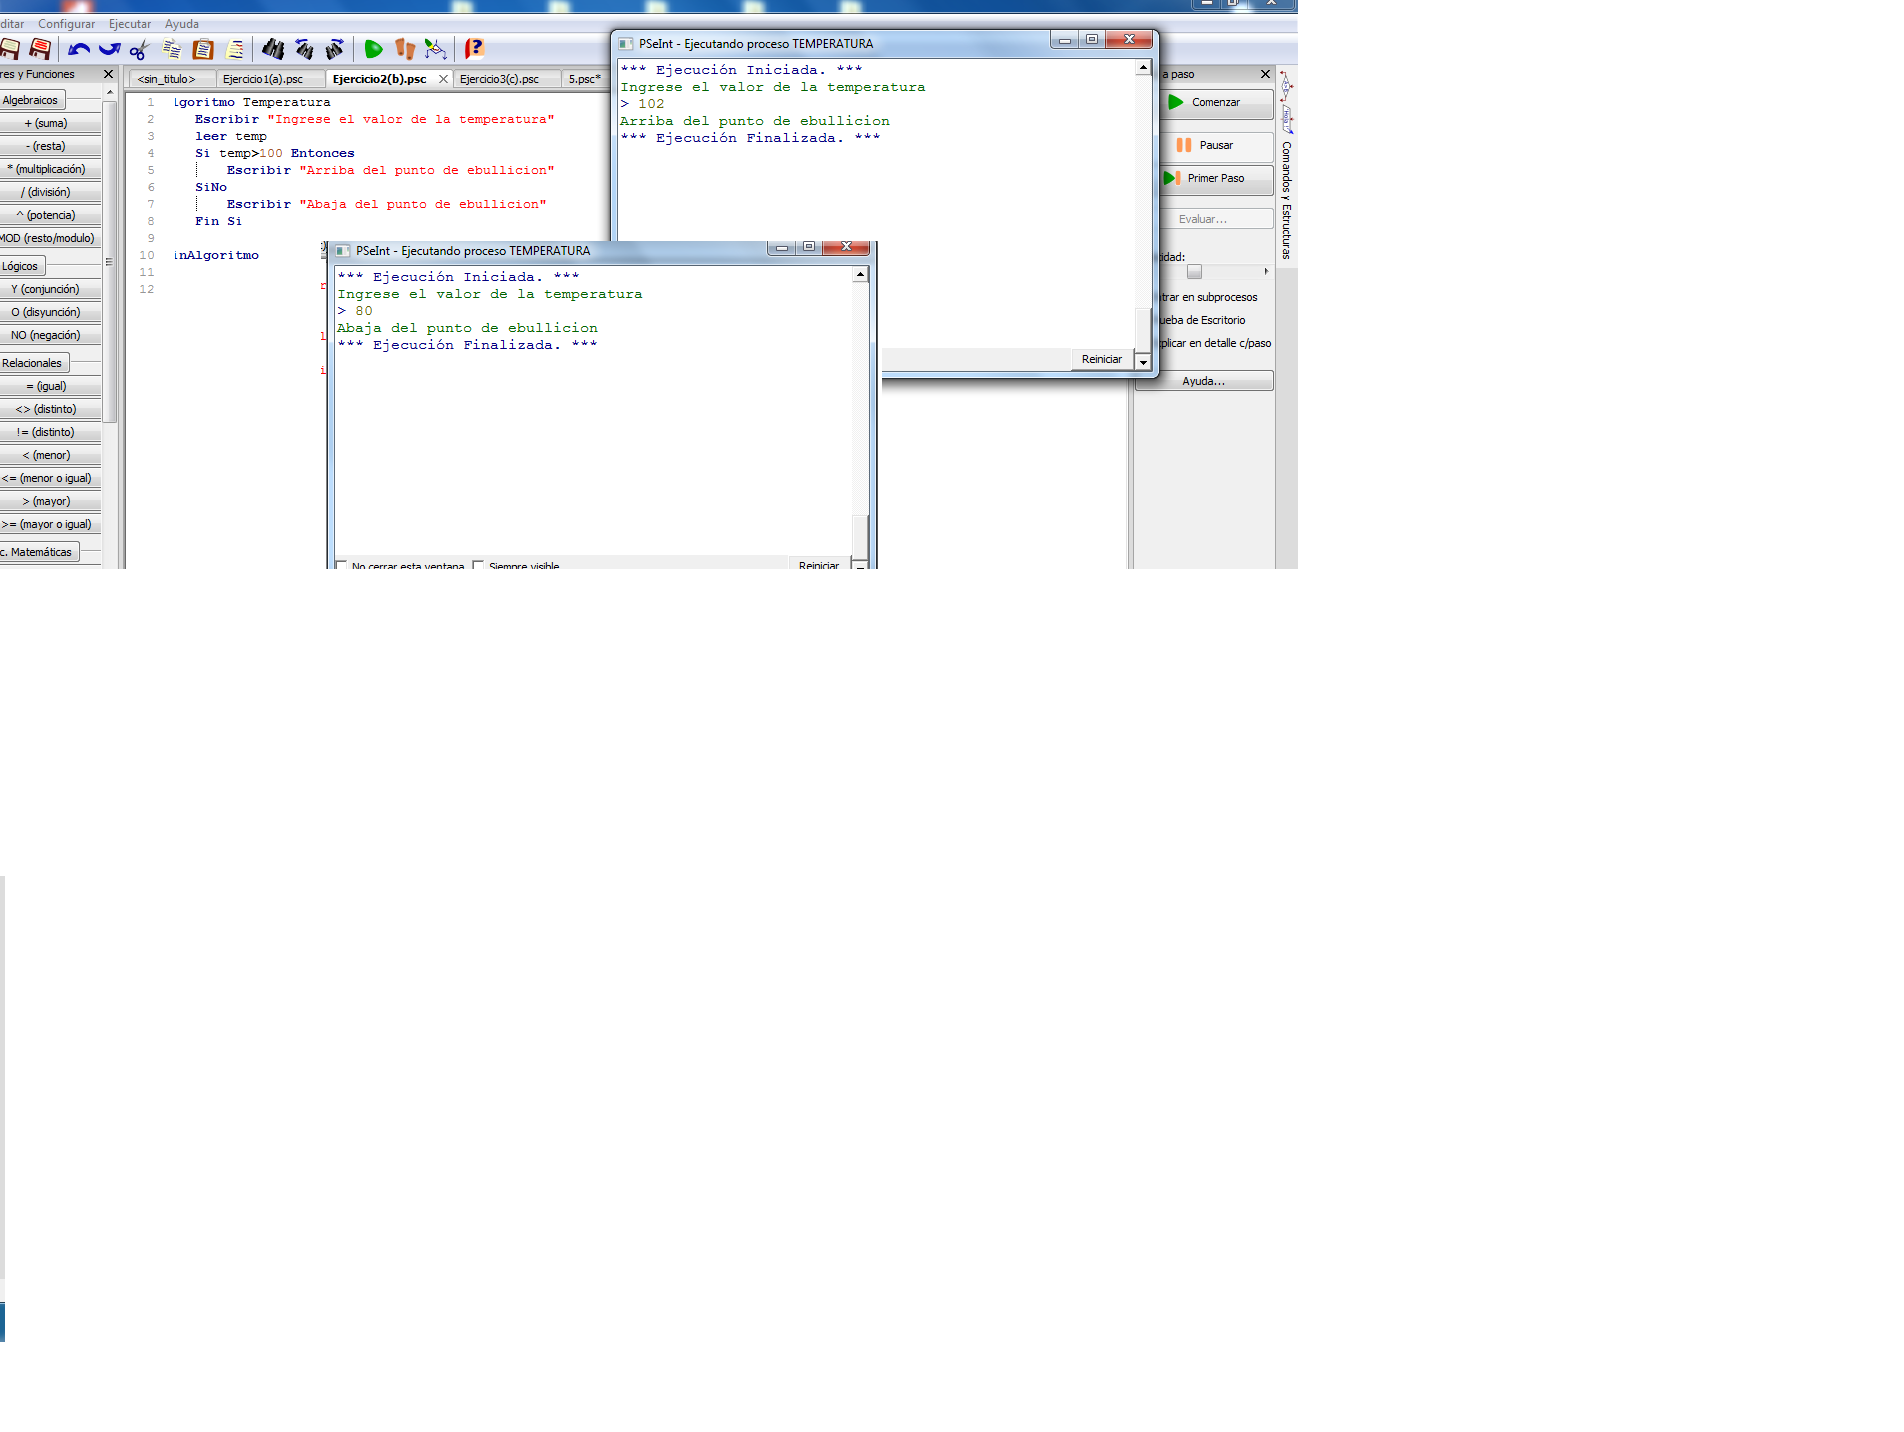 ditar Configurar Ejecutar Ayuda
res y Funciones
Algebraicos
+ (suma)
- (resta)
* (multiplicación)
/ (división)
^ (potencia)
MOD (resto/modulo)
Lógicos
Y (conjunción)
O (disyunción)
NO (negación)
Relacionales
= (igual)
<> (distinto)
!= (distinto)
< (menor)
<= (menor o igual)
> (mayor)
>= (mayor o igual)
c. Matemáticas
<sin_titulo> Ejercicio1(a).psc Ejercicio2(b).psc Ejercicio3(c).psc 5.psc*
1 lgoritmo Temperatura
2 Escribir "Ingrese el valor de la temperatura"
3 leer temp
4 Si temp>100 Entonces
5 Escribir "Arriba del punto de ebullicion"
6 SiNo
7 Escribir "Abaja del punto de ebullicion"
8 Fin Si
9
10 inAlgoritmo
11
12
PSeInt - Ejecutando proceso TEMPERATURA
*** Ejecución Iniciada. ***
Ingrese el valor de la temperatura
> 102
Arriba del punto de ebullicion
*** Ejecución Finalizada. ***
Reiniciar
PSeInt - Ejecutando proceso TEMPERATURA
*** Ejecución Iniciada. ***
Ingrese el valor de la temperatura
> 80
Abaja del punto de ebullicion
*** Ejecución Finalizada. ***
No cerrar esta ventana Siempre visible Reiniciar
a paso
Comenzar
Pausar
Primer Paso
Evaluar...
idad:
trar en subprocesos
ueba de Escritorio
plicar en detalle c/paso
Ayuda...
Comandos y Estructuras